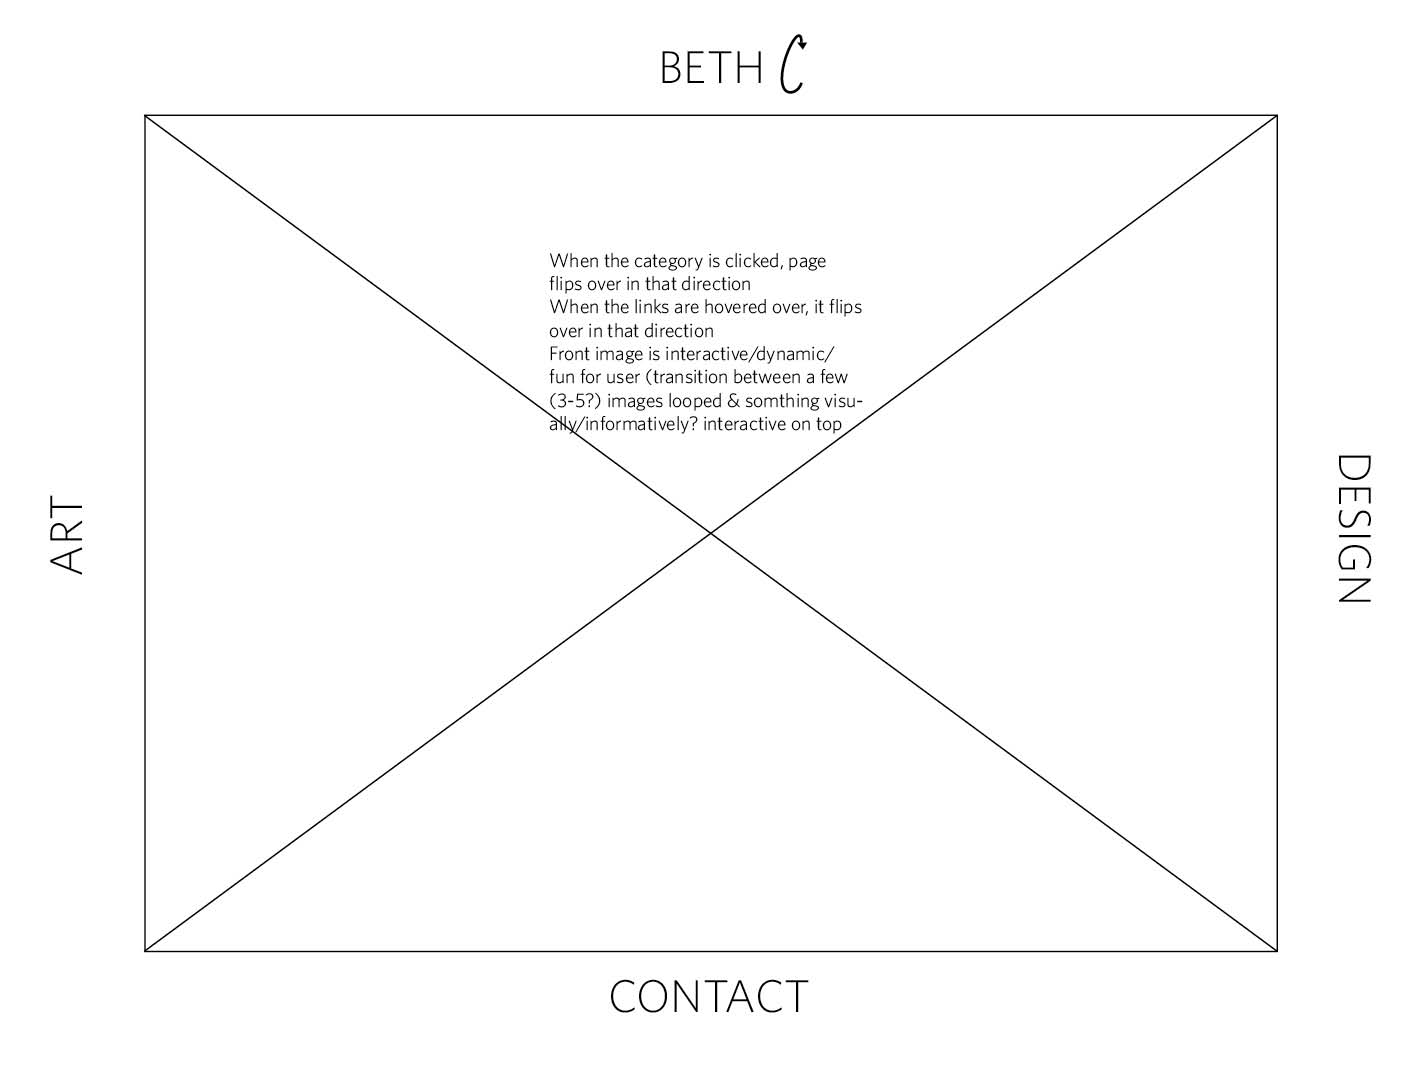 BETH C
When the category is clicked, page
flips over in that direction
When the links are hovered over, it flips
over in that direction
Front image is interactive/dynamic/
fun for user (transition between a few
(3-5?) images looped & somthing visu-
ally/informatively? interactive on top
ART
DESIGN
CONTACT